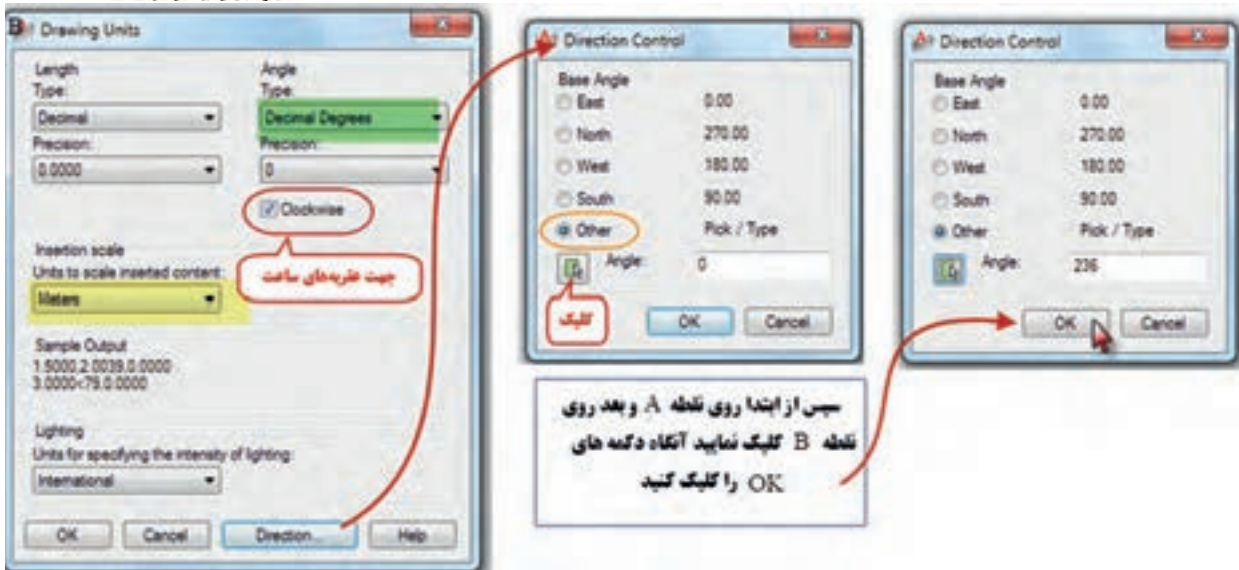 Drawing Units
Length
Type:
Decimal
Precision:
0.0000
Angle
Type:
Decimal Degrees
Precision:
0
Clockwise
جهت عقربه‌های ساعت
Insertion scale
Units to scale inserted content:
Meters
Sample Output
1.5000,2.0039,0.0000
3.0000<79,0.0000
Lighting
Units for specifying the intensity of lighting:
International
OK
Cancel
Direction...
Help
Direction Control
Base Angle
East 0.00
North 270.00
West 180.00
South 90.00
Other Pick / Type
Angle: 0
کلیک
OK
Cancel
سپس از ابتدا روی نقطه A و بعد روی
نقطه B کلیک نمایید آنگاه دکمه های
OK را کلیک کنید
Direction Control
Base Angle
East 0.00
North 270.00
West 180.00
South 90.00
Other Pick / Type
Angle: 236
OK
Cancel